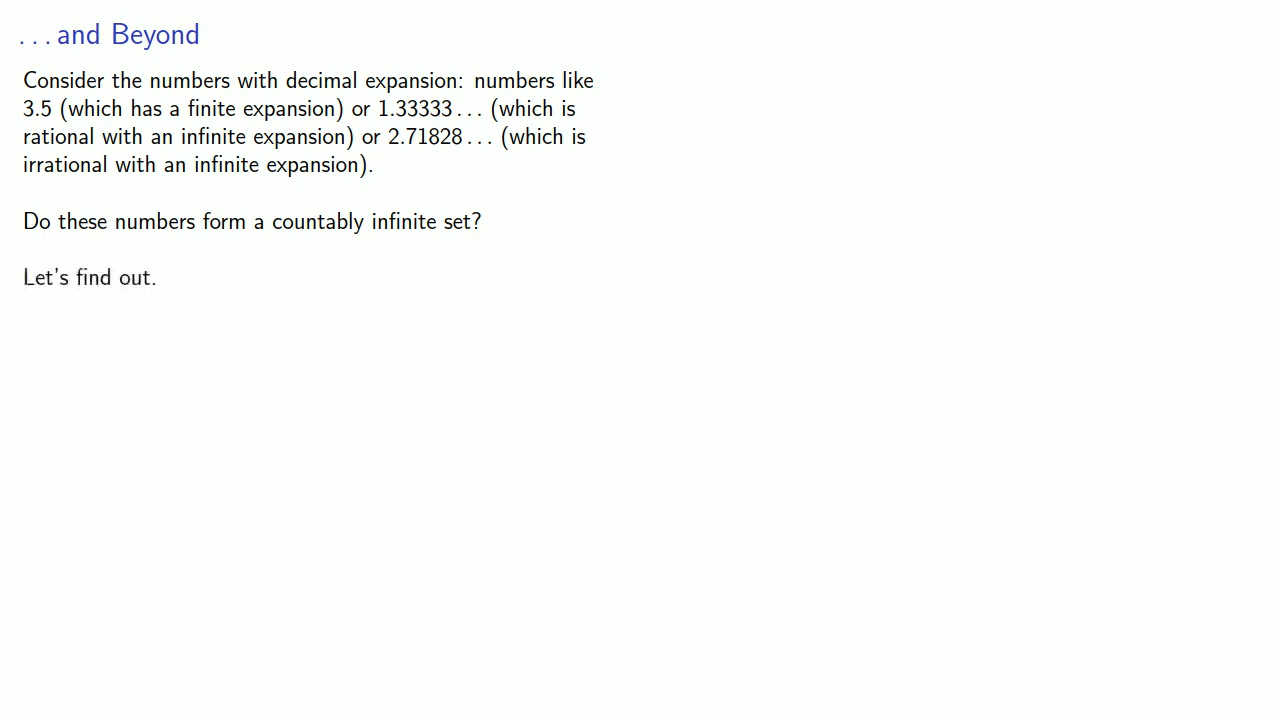 ...and Beyond
Consider the numbers with decimal expansion: numbers like
3.5 (which has a finite expansion) or 1.33333... (which is
rational with an infinite expansion) or 2.71828... (which is
irrational with an infinite expansion).
Do these numbers form a countably infinite set?
Let's find out.